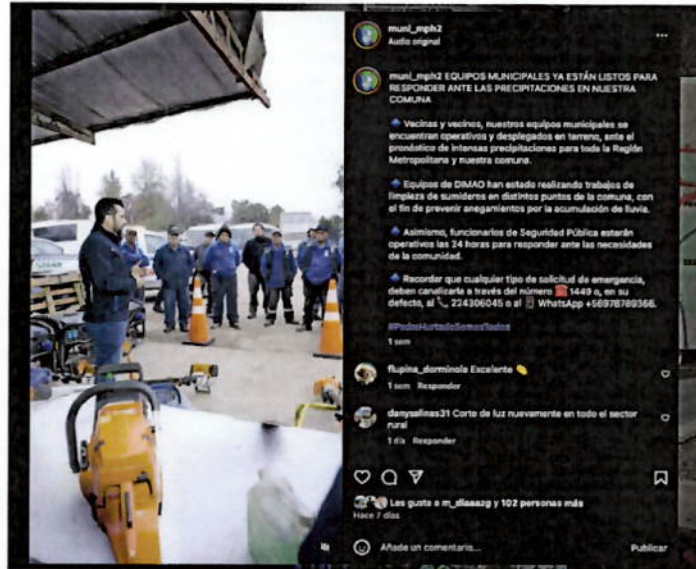 muni_mph2
Audio original
muni_mph2 EQUIPOS MUNICIPALES YA ESTÁN LISTOS PARA
RESPONDER ANTE LAS PRECIPITACIONES EN NUESTRA
COMUNA
🔹 Vecinas y vecinos, nuestros equipos municipales se
encuentran operativos y desplegados en terreno, ante el
pronóstico de intensas precipitaciones para toda la Región
Metropolitana y nuestra comuna.
🔹 Equipos de DIMAO han estado realizando trabajos de
limpieza de sumideros en distintos puntos de la comuna, con
el fin de prevenir anegamientos por la acumulación de lluvia.
🔹 Asimismo, funcionarios de Seguridad Pública estarán
operativos las 24 horas para responder ante las necesidades
de la comunidad.
🔹 Recordar que cualquier tipo de solicitud de emergencia,
deben canalizarla a través del número ☎️ 1449 o, en su
defecto, al 📞 224306045 o al 📱 WhatsApp +56978789366.
#PadreHurtadoSomosTodos
1 sem
flupina_dorminola Excelente 👏
1 sem Responder
danysalinas31 Corte de luz nuevamente en todo el sector
rural
1 día Responder
Les gusta a m_diaaazg y 102 personas más
Hace 7 días
Añade un comentario...
Publicar